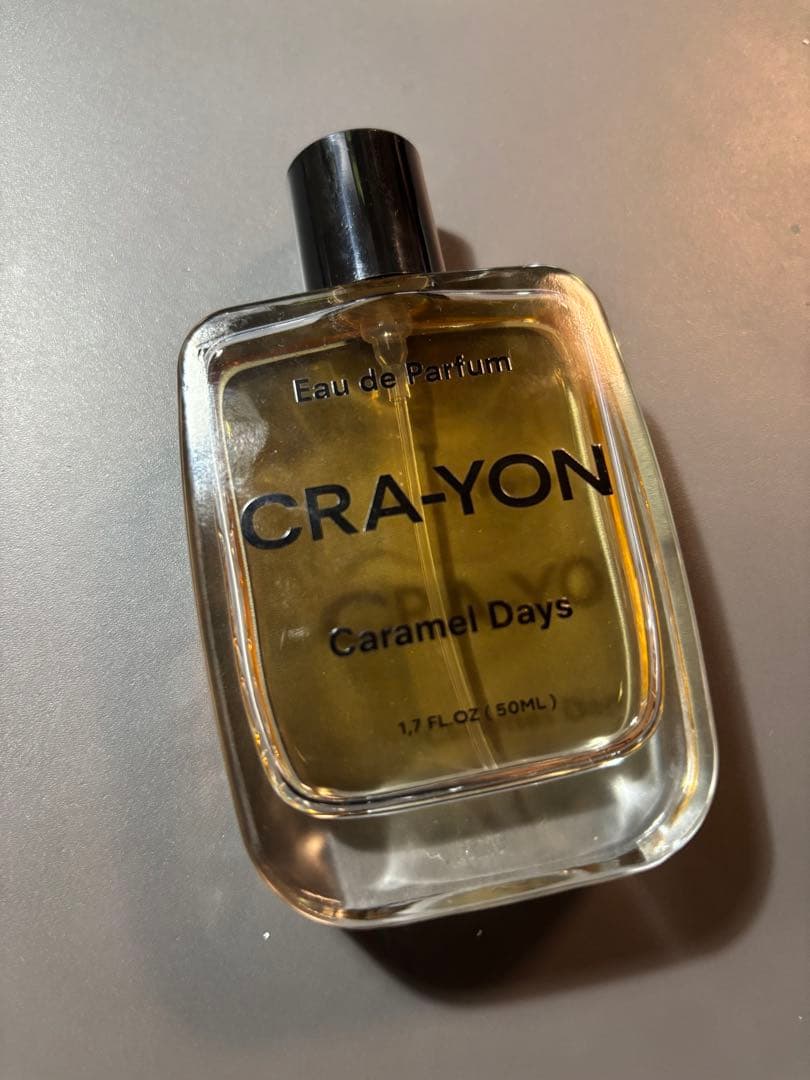 Eau de Parfum
CRA-YON
Caramel Days
1,7 FL.OZ ( 50ML )